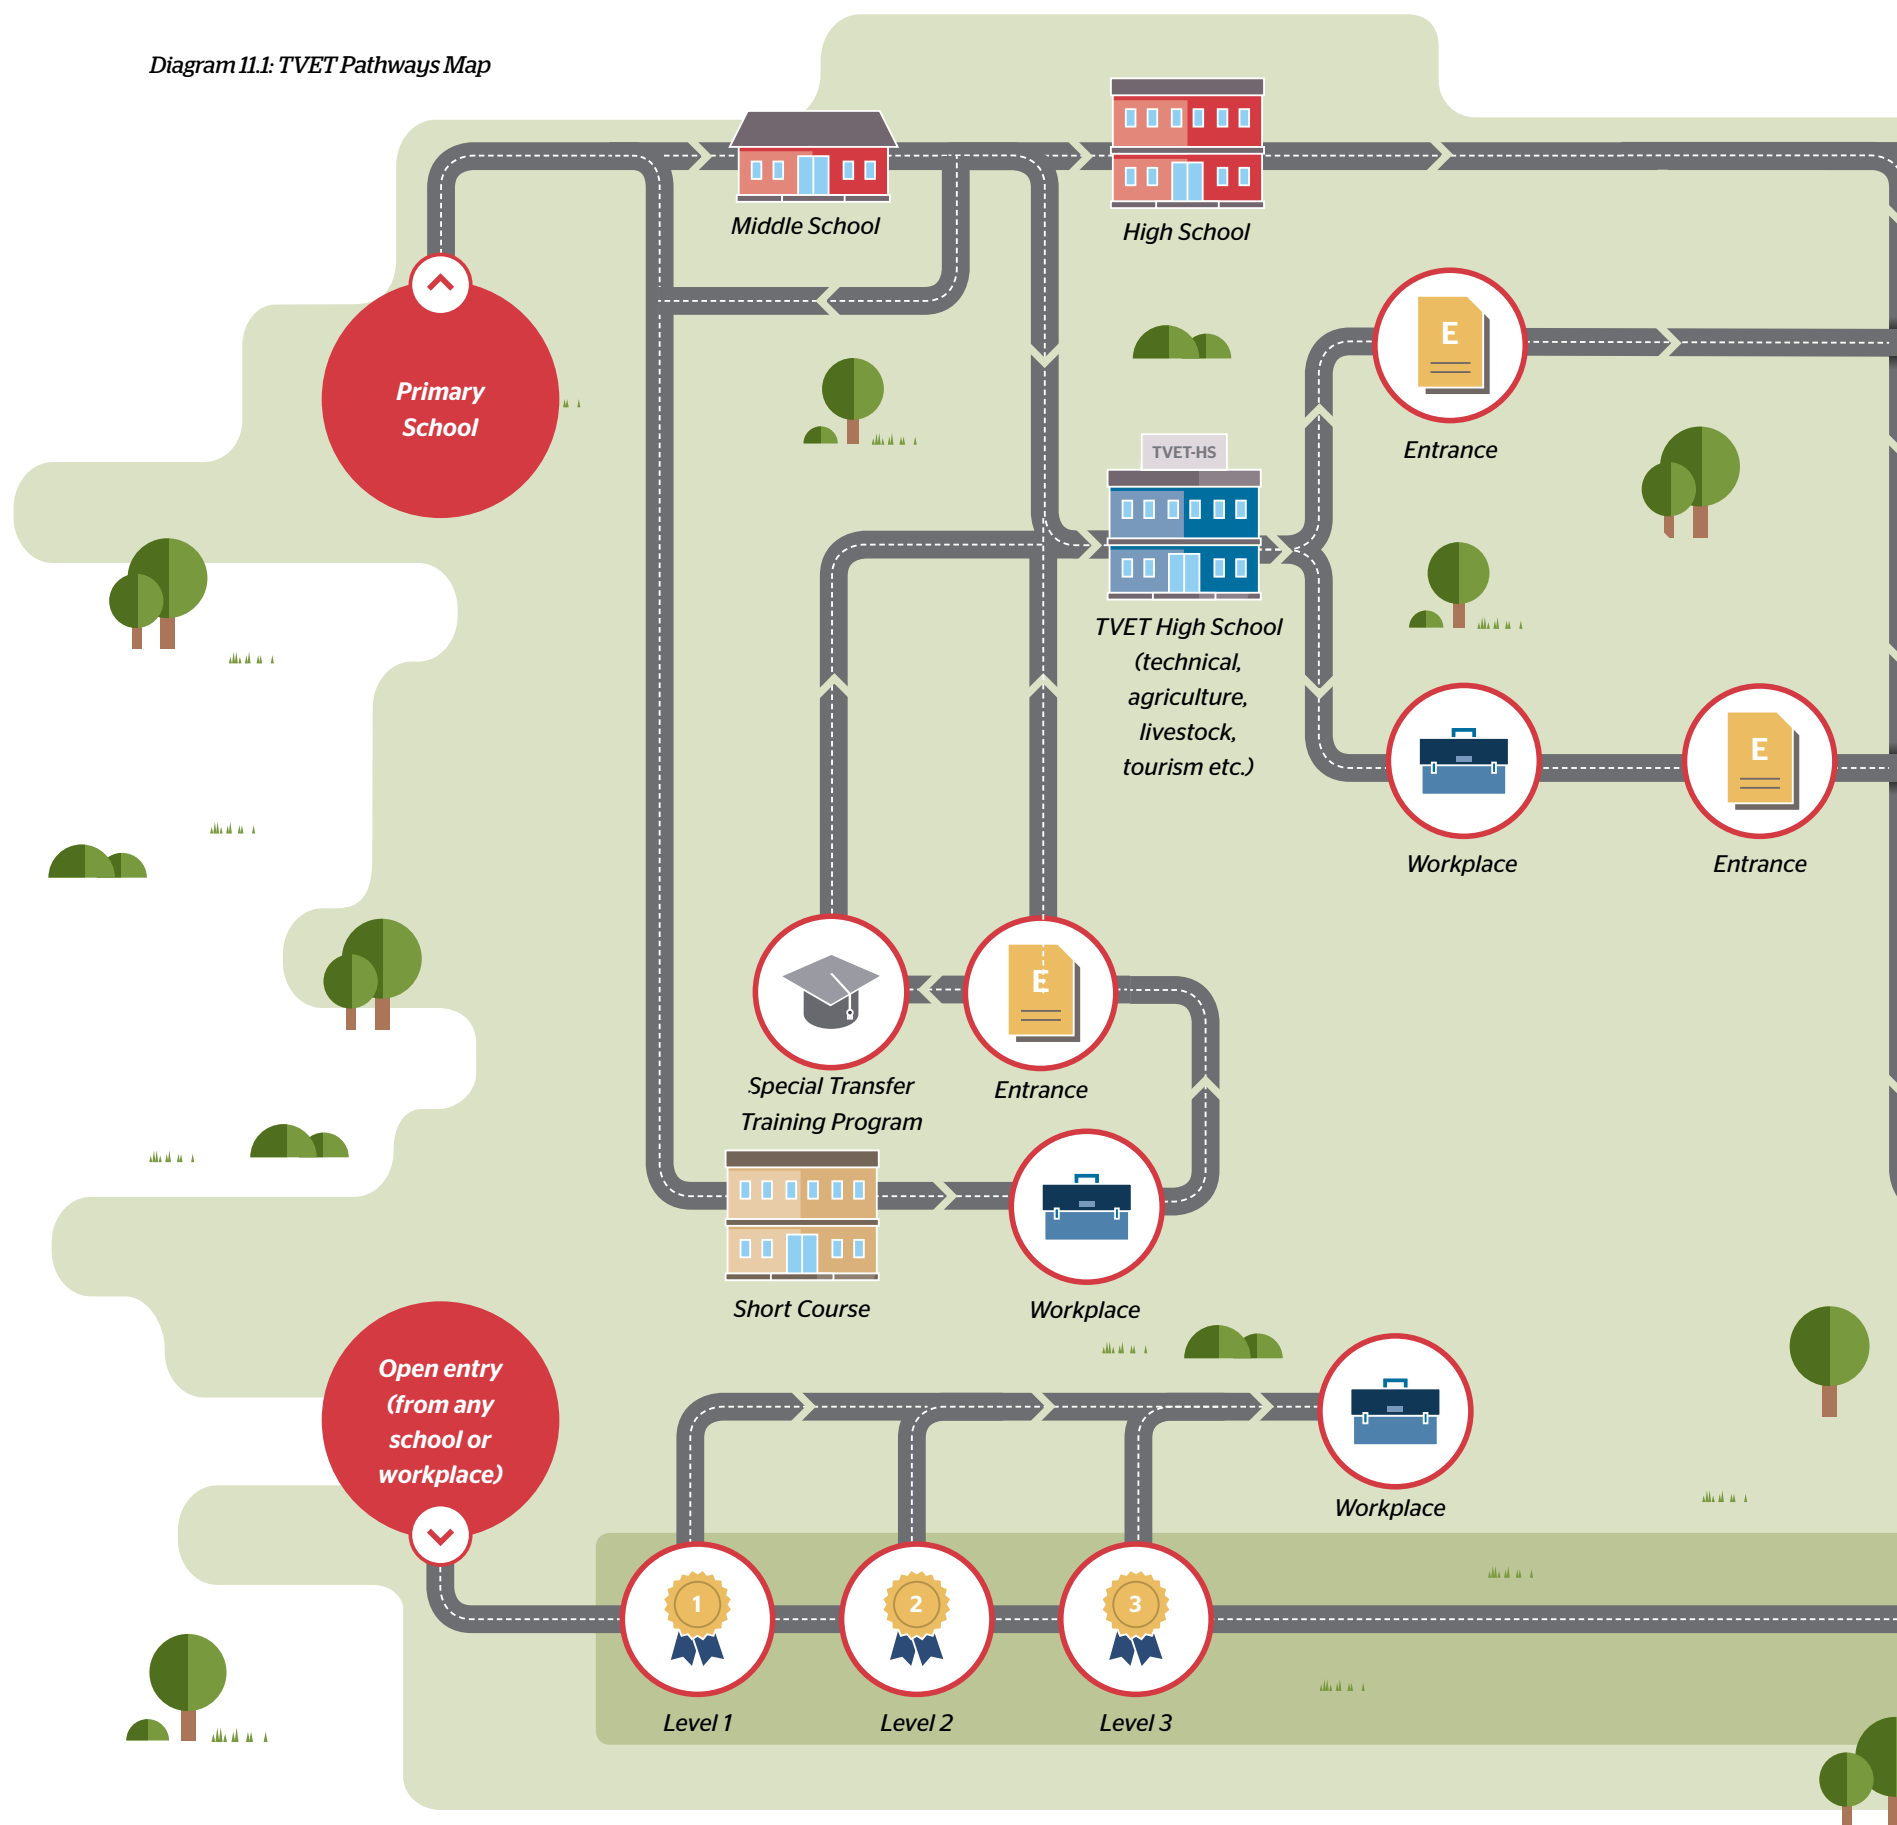 Diagram 11.1: TVET Pathways Map
Middle School
High School
Primary
School
E
Entrance
TVET-HS
TVET High School
(technical,
agriculture,
livestock,
tourism etc.)
E
Workplace
Entrance
E
Special Transfer
Training Program
Entrance
Short Course
Workplace
Open entry
(from any
school or
workplace)
Workplace
1
2
3
Level 1
Level 2
Level 3